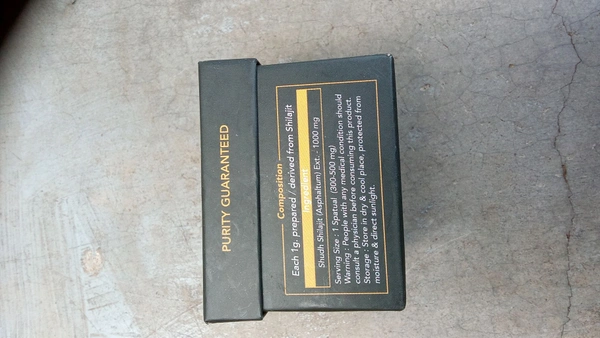 PURITY GUARANTEED
Composition
Each 1g. prepared / derived from Shilajit
Ingredient
Shudh Shilajit (Asphaltum) Ext. - 1000 mg
Serving Size : 1 Spartual (300-500 mg)
Warning : People with any medical condition should
consult a physician before consuming this product.
Storage : Store in dry & cool place, protected from
moisture & direct sunlight.